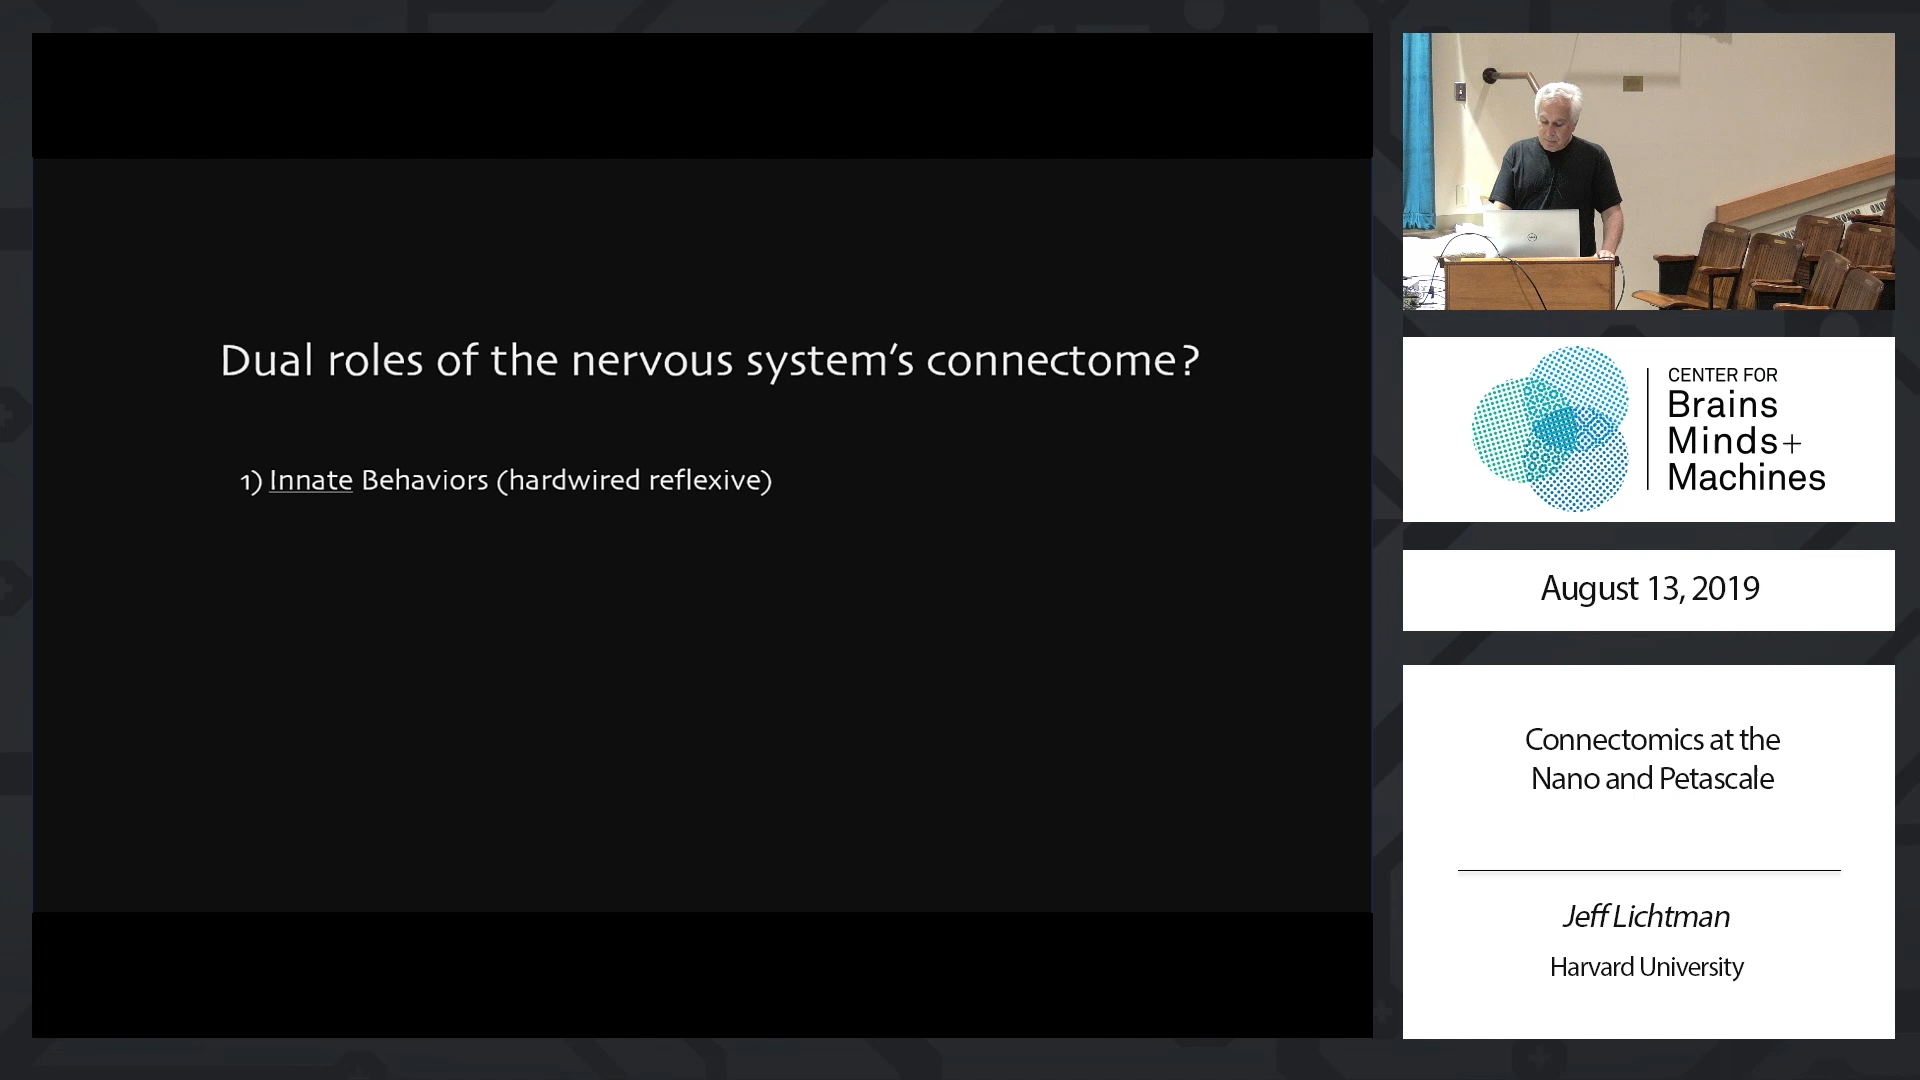 Dual roles of the nervous system's connectome?
1) Innate Behaviors (hardwired reflexive)
CENTER FOR
Brains
Minds+
Machines
August 13, 2019
Connectomics at the
Nano and Petascale
Jeff Lichtman
Harvard University